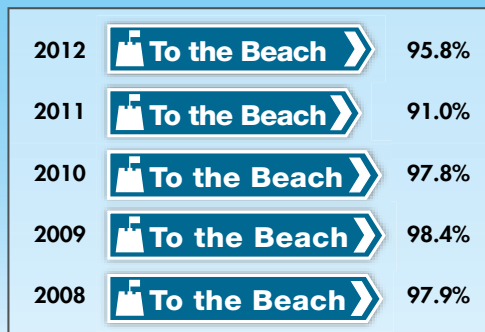 2012 To the Beach 95.8%
2011 To the Beach 91.0%
2010 To the Beach 97.8%
2009 To the Beach 98.4%
2008 To the Beach 97.9%